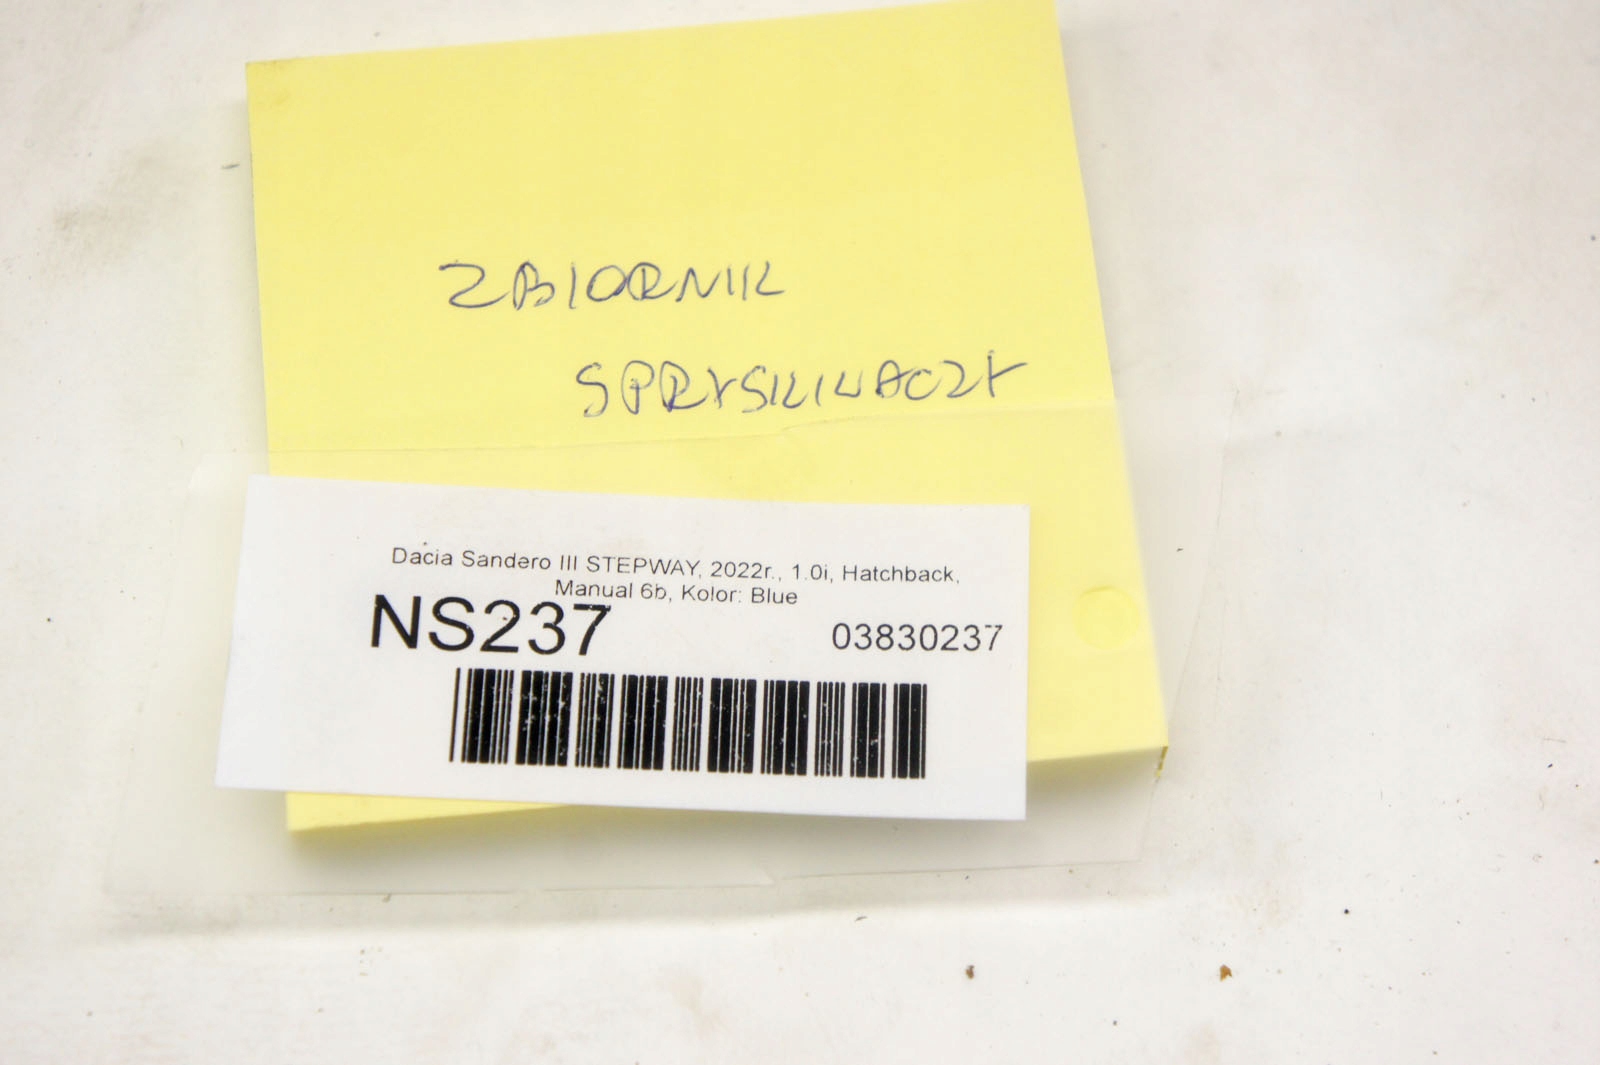 ZBIORNIK
SPRYSKIWACZY
Dacia Sandero III STEPWAY, 2022r., 1.0i, Hatchback,
Manual 6b, Kolor: Blue
NS237
03830237